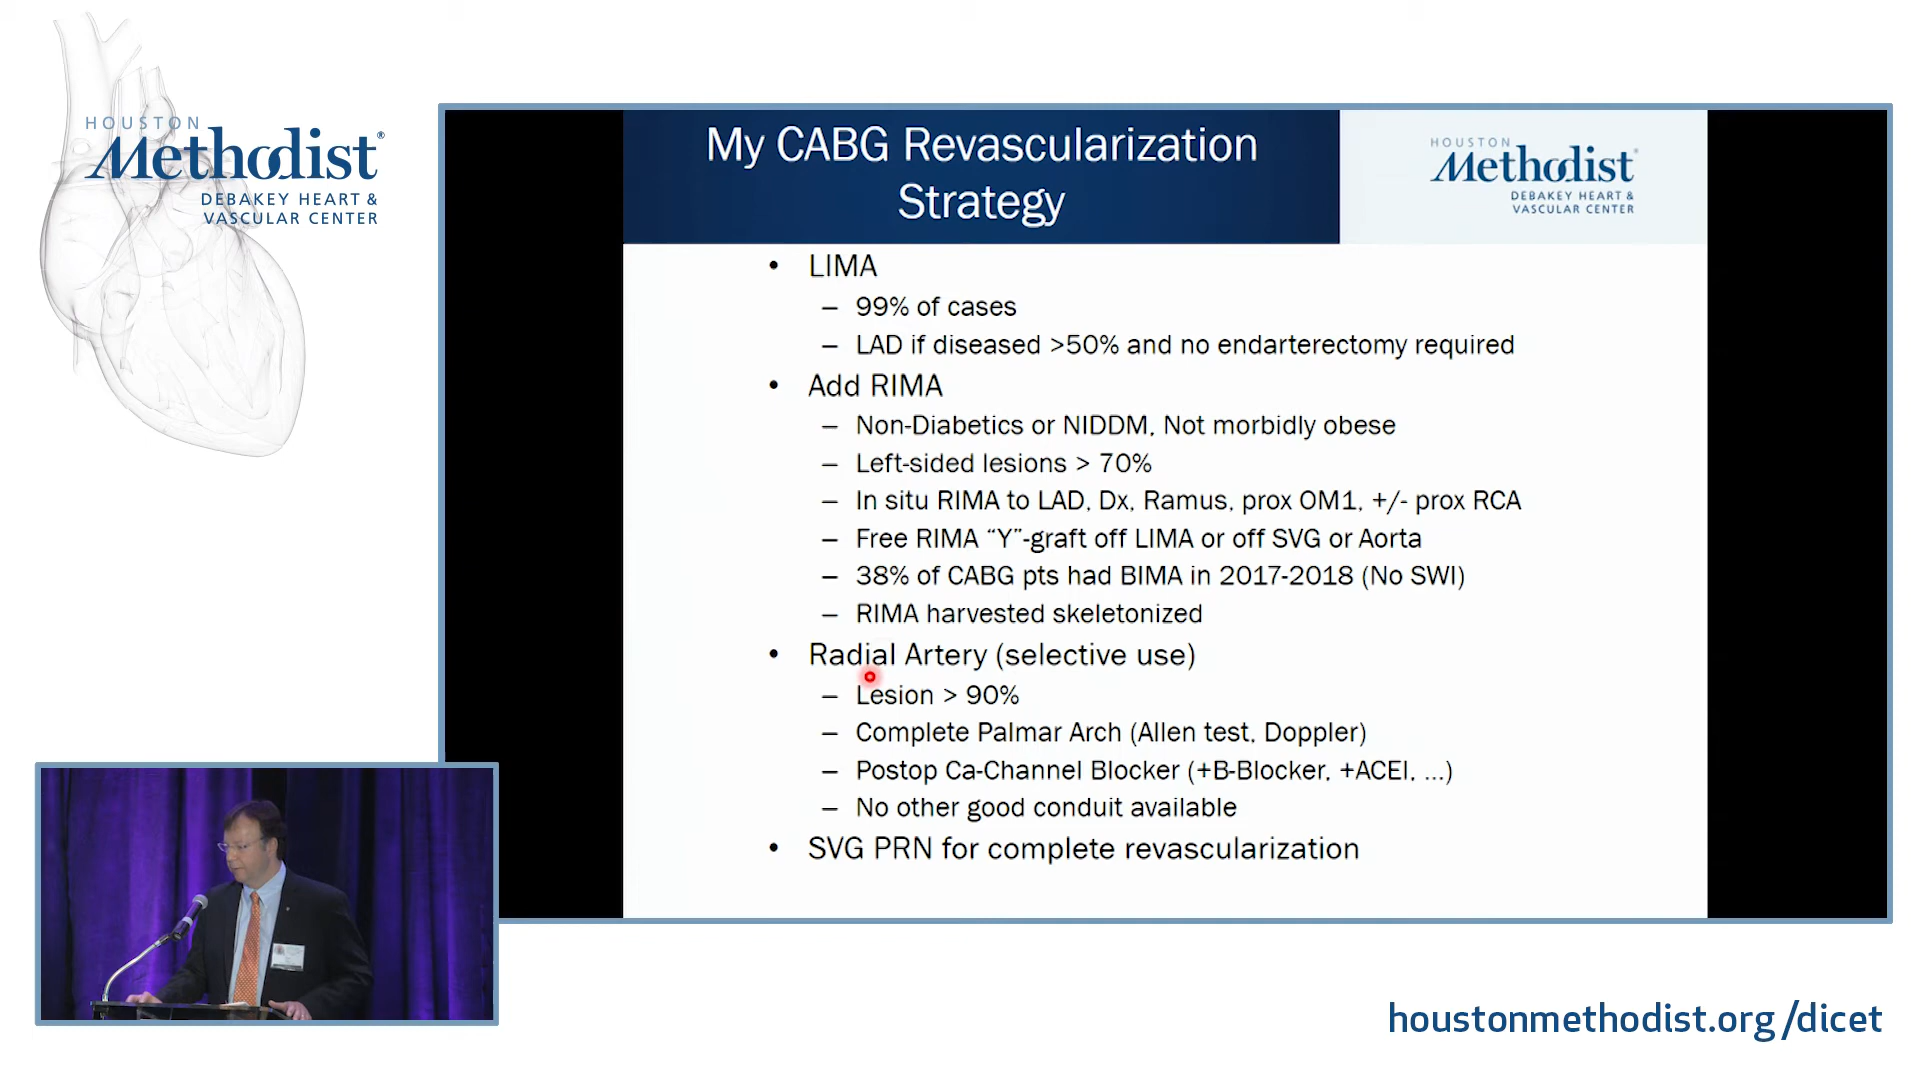 HOUSTON
Methodist®
DEBAKEY HEART &
VASCULAR CENTER
My CABG Revascularization
Strategy
HOUSTON
Methodist®
DEBAKEY HEART &
VASCULAR CENTER
• LIMA
– 99% of cases
– LAD if diseased >50% and no endarterectomy required
• Add RIMA
– Non-Diabetics or NIDDM, Not morbidly obese
– Left-sided lesions > 70%
– In situ RIMA to LAD, Dx, Ramus, prox OM1, +/- prox RCA
– Free RIMA “Y”-graft off LIMA or off SVG or Aorta
– 38% of CABG pts had BIMA in 2017-2018 (No SWI)
– RIMA harvested skeletonized
• Radial Artery (selective use)
– Lesion > 90%
– Complete Palmar Arch (Allen test, Doppler)
– Postop Ca-Channel Blocker (+B-Blocker, +ACEI, ...)
– No other good conduit available
• SVG PRN for complete revascularization
houstonmethodist.org/dicet